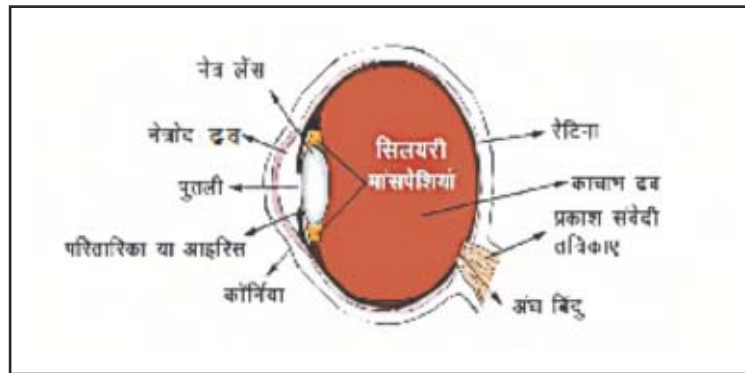 नेत्र लेंस
नेत्रोद द्रव
पुतली
परितारिका या आइरिस
कॉर्निया
सिलयरी
मांसपेशियां
रेटिना
काचाभ द्रव
प्रकाश संवेदी
तंत्रिकाएं
अंघ बिंदु